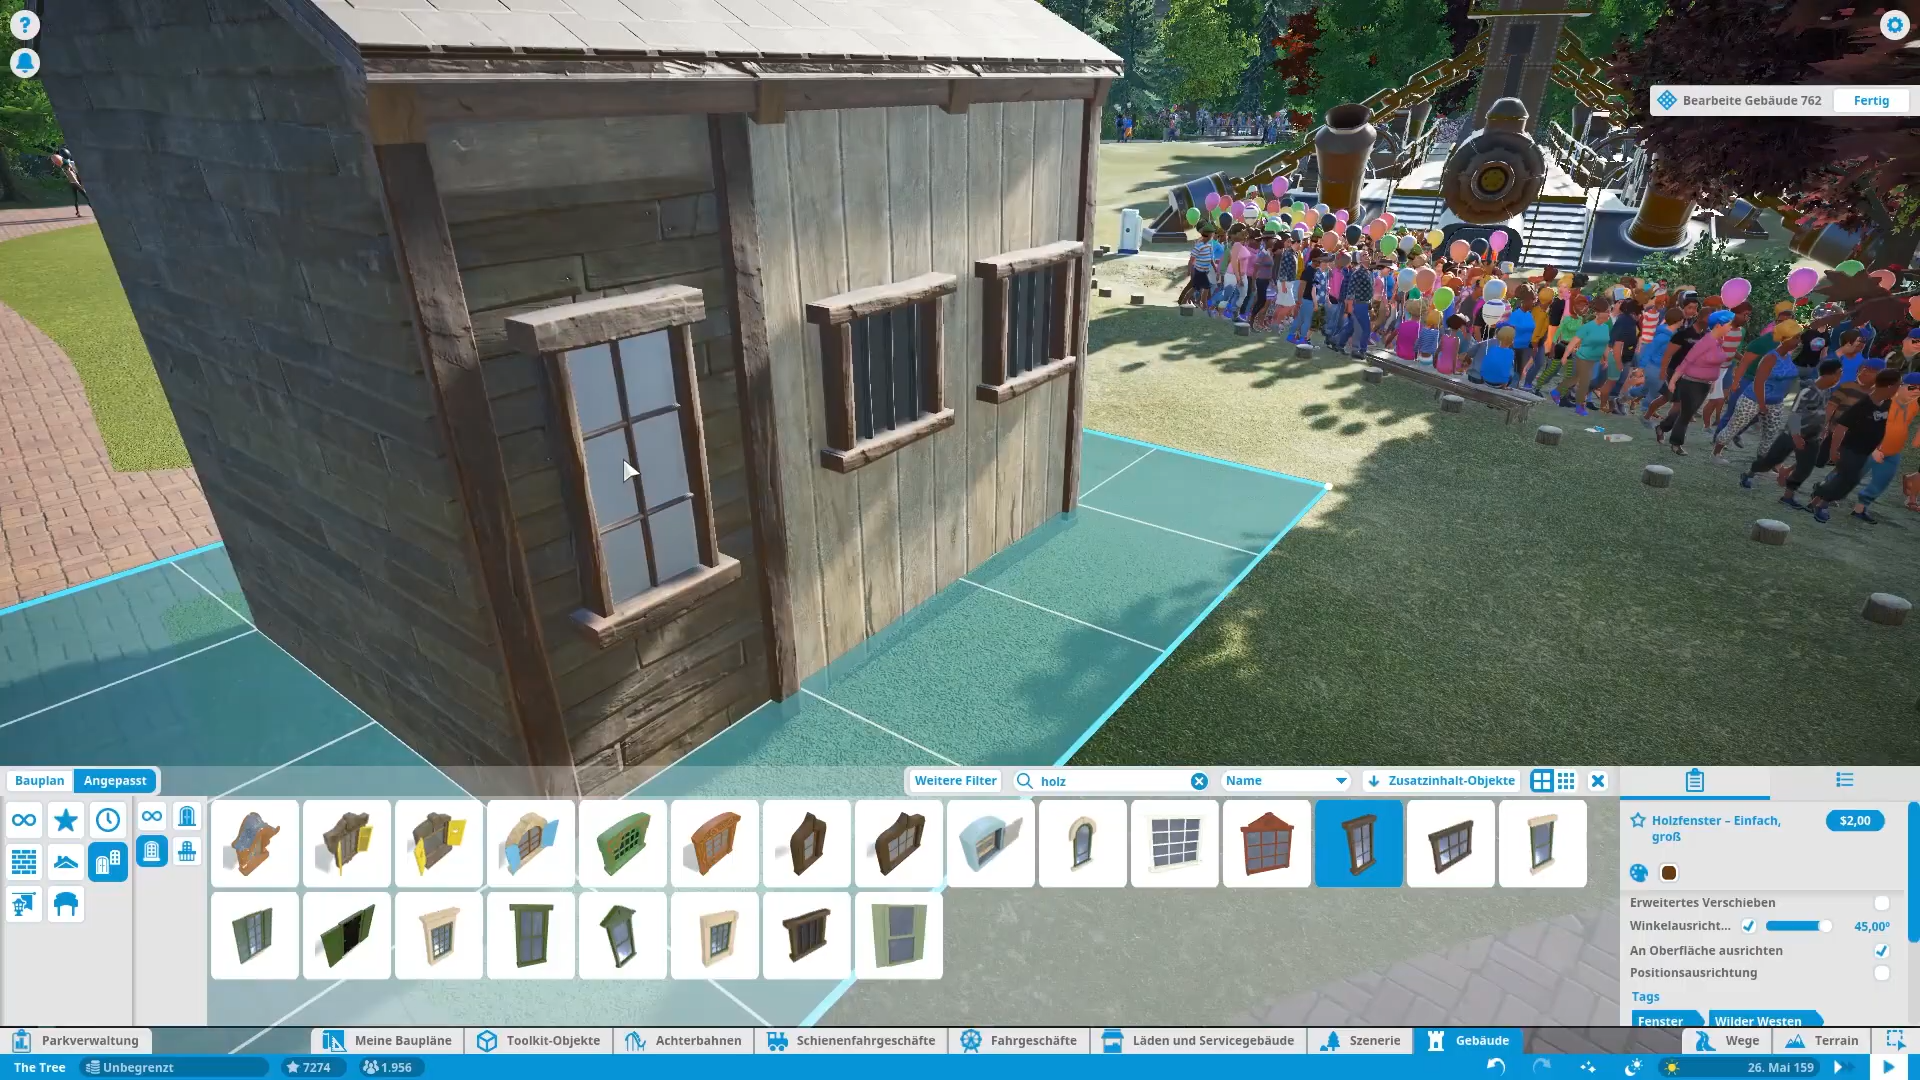 ?
Bearbeite Gebäude 762 Fertig
Bauplan Angepasst Weitere Filter holz Name Zusatzinhalt-Objekte
Holzfenster – Einfach, groß $2,00
Erweitertes Verschieben
Winkelausricht... 45,00°
An Oberfläche ausrichten
Positionsausrichtung
Tags
Fenster Wilder Westen
Parkverwaltung Meine Baupläne Toolkit-Objekte Achterbahnen Schienenfahrgeschäfte Fahrgeschäfte Läden und Servicegebäude Szenerie Gebäude Wege Terrain
The Tree Unbegrenzt 7274 1.956 26. Mai 159